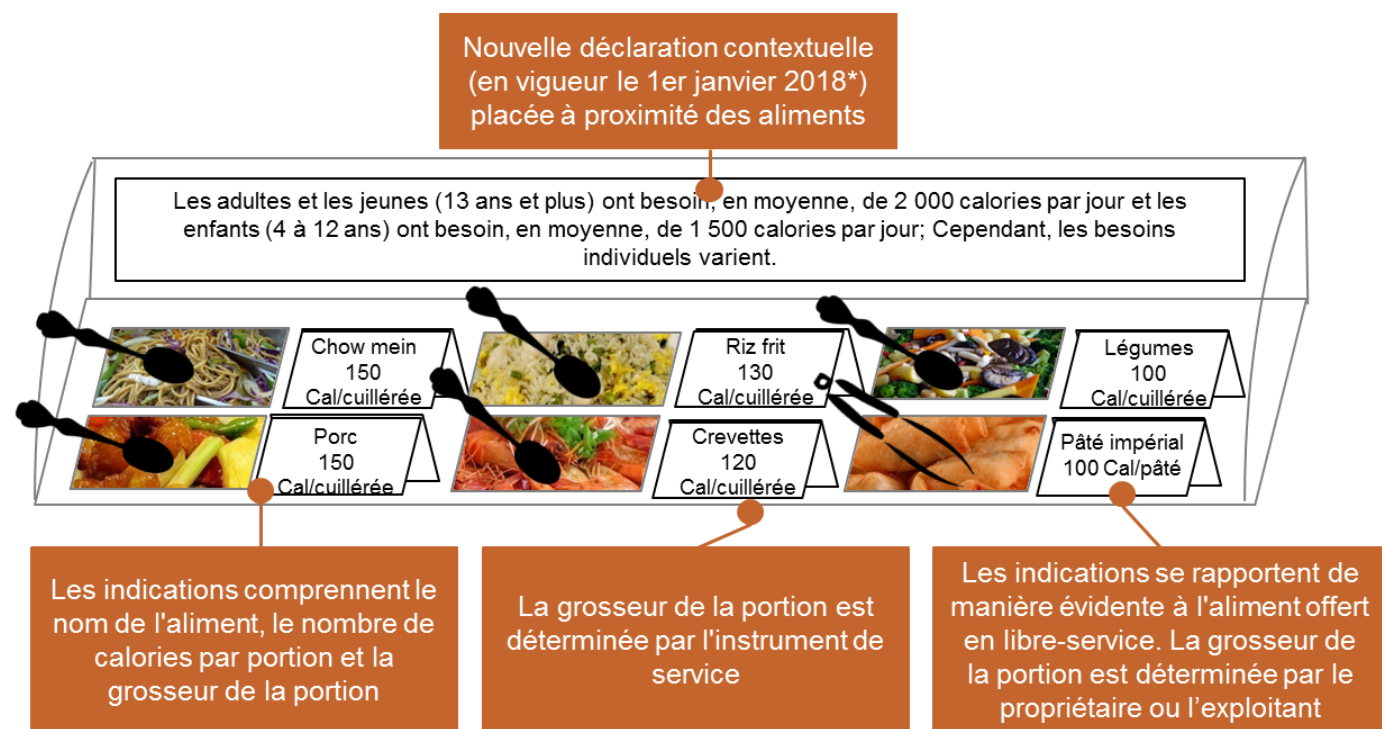 Nouvelle déclaration contextuelle
(en vigueur le 1er janvier 2018*)
placée à proximité des aliments
Les adultes et les jeunes (13 ans et plus) ont besoin, en moyenne, de 2 000 calories par jour et les
enfants (4 à 12 ans) ont besoin, en moyenne, de 1 500 calories par jour; Cependant, les besoins
individuels varient.
Chow mein
150
Cal/cuillérée
Riz frit
130
Cal/cuillérée
Légumes
100
Cal/cuillérée
Porc
150
Cal/cuillérée
Crevettes
120
Cal/cuillérée
Pâté impérial
100 Cal/pâté
Les indications comprennent le
nom de l'aliment, le nombre de
calories par portion et la
grosseur de la portion
La grosseur de la portion est
déterminée par l'instrument de
service
Les indications se rapportent de
manière évidente à l'aliment offert
en libre-service. La grosseur de
la portion est déterminée par le
propriétaire ou l’exploitant